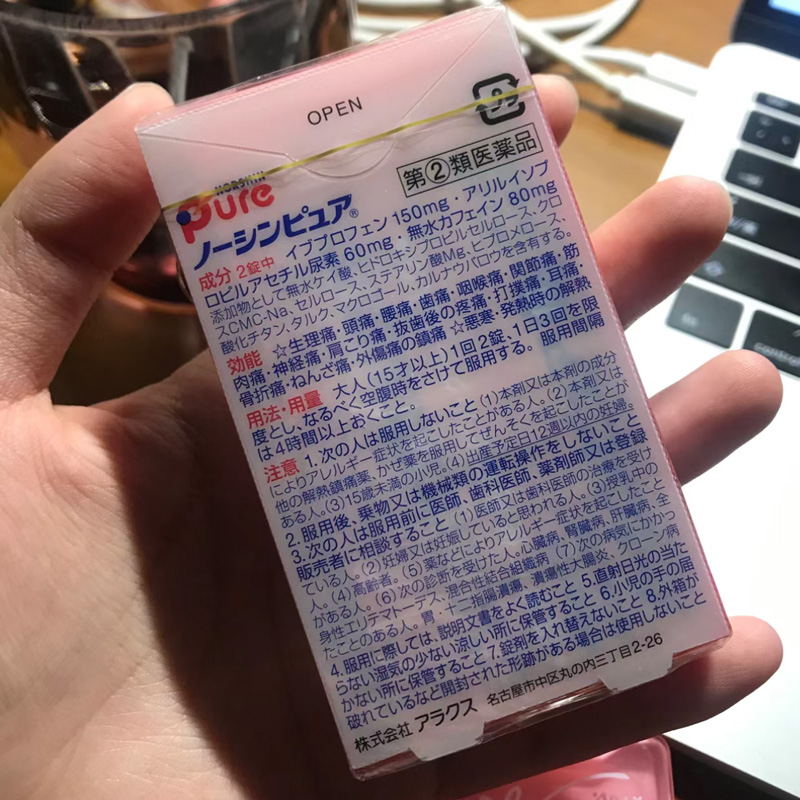 OPEN
指②類医薬品
NORSHIN
Pure
ノーシンピュア®
成分 2錠中 イブプロフェン150mg・アリルイソプ
ロピルアセチル尿素60mg・無水カフェイン80mg
添加物として無水ケイ酸、ヒドロキシプロピルセルロース、クロ
スCMC-Na、セルロース、ステアリン酸Mg、ヒプロメロース、
酸化チタン、タルク、マクロゴール、カルナウバロウを含有する。
効能 ☆生理痛・頭痛・腰痛・歯痛・咽喉痛・関節痛・筋
肉痛・神経痛・肩こり痛・抜歯後の疼痛・打撲痛・耳痛・
骨折痛・ねんざ痛・外傷痛の鎮痛 ☆悪寒・発熱時の解熱
用法・用量 大人(15才以上)1回2錠、1日3回を限
度とし、なるべく空腹時をさけて服用する。 服用間隔
は4時間以上おくこと。
注意 1.次の人は服用しないこと (1)本剤又は本剤の成分
によりアレルギー症状を起こしたことがある人。(2)本剤又は
他の解熱鎮痛薬、かぜ薬を服用してぜんそくを起こしたことが
ある人。(3)15歳未満の小児。(4)出産予定日12週以内の妊婦。
2.服用後、乗物又は機械類の運転操作をしないこと
3.次の人は服用前に医師、歯科医師、薬剤師又は登録
販売者に相談すること (1)医師又は歯科医師の治療を受け
ている人。(2)妊婦又は妊娠していると思われる人。(3)授乳中の
人。(4)高齢者。(5)薬などによりアレルギー症状を起こしたこと
がある人。(6)次の診断を受けた人。心臓病、腎臓病、肝臓病、全
身性エリテマトーデス、混合性結合組織病 (7)次の病気にかかっ
たことのある人。胃・十二指腸潰瘍、潰瘍性大腸炎、クローン病
4.服用に際しては、説明文書をよく読むこと 5.直射日光の当た
らない湿気の少ない涼しい所に保管すること 6.小児の手の届
かない所に保管すること 7.錠剤を入れ替えないこと 8.外箱が
破れているなど開封された形跡がある場合は使用しないこと
株式会社 アラクス 名古屋市中区丸の内三丁目2-26